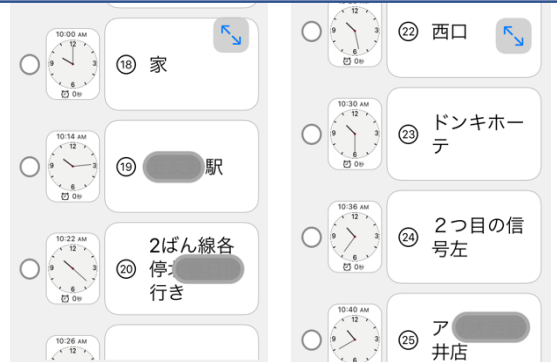 10:00 AM
0秒
⑱ 家
10:14 AM
0秒
⑲ 駅
10:22 AM
0秒
⑳ 2ばん線各
停
行き
10:26 AM
0秒
㉒ 西口
10:30 AM
0秒
㉓ ドンキホー
テ
10:36 AM
0秒
㉔ 2つ目の信
号左
10:40 AM
㉕ ア
井店